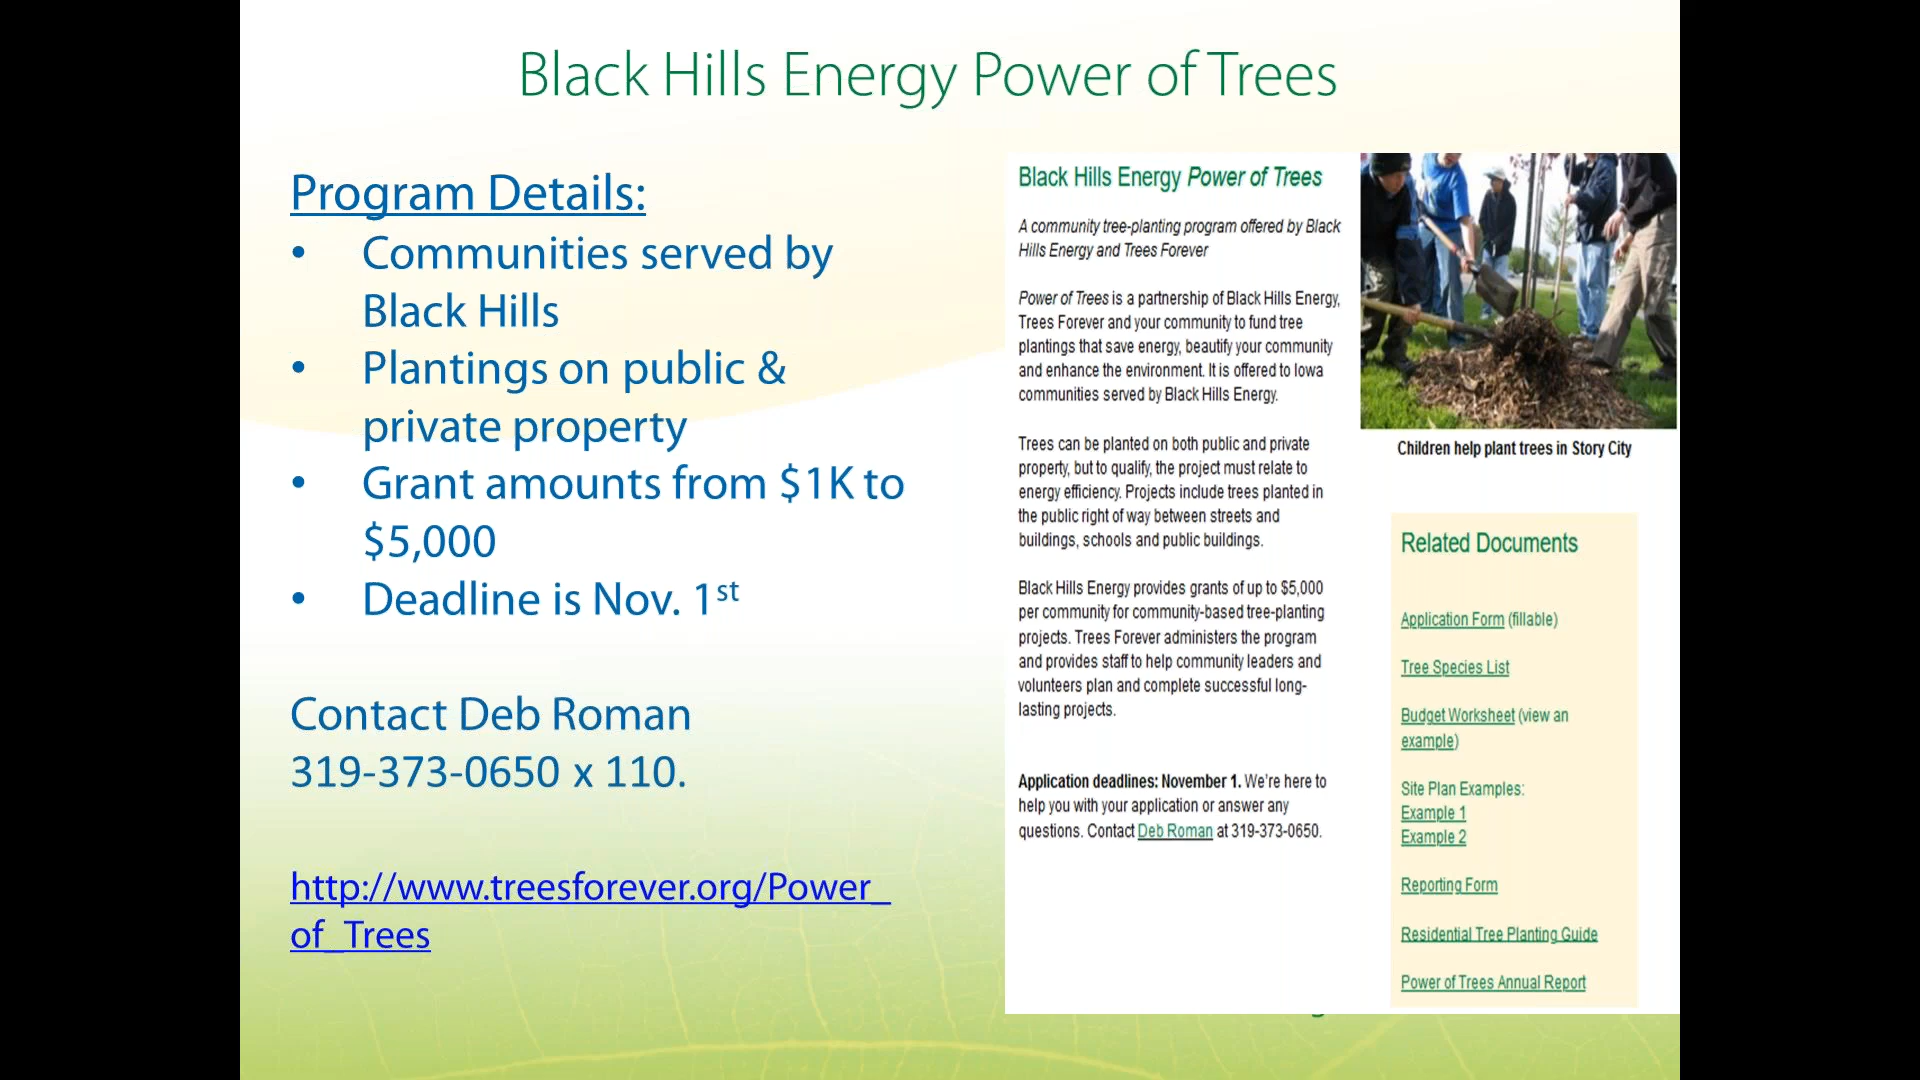 Black Hills Energy Power of Trees
Program Details:
• Communities served by
Black Hills
• Plantings on public &
private property
• Grant amounts from $1K to
$5,000
• Deadline is Nov. 1st
Contact Deb Roman
319-373-0650 x 110.
http://www.treesforever.org/Power_
of_Trees
Black Hills Energy Power of Trees
A community tree-planting program offered by Black
Hills Energy and Trees Forever
Power of Trees is a partnership of Black Hills Energy,
Trees Forever and your community to fund tree
plantings that save energy, beautify your community
and enhance the environment. It is offered to Iowa
communities served by Black Hills Energy.
Trees can be planted on both public and private
property, but to qualify, the project must relate to
energy efficiency. Projects include trees planted in
the public right of way between streets and
buildings, schools and public buildings.
Black Hills Energy provides grants of up to $5,000
per community for community-based tree-planting
projects. Trees Forever administers the program
and provides staff to help community leaders and
volunteers plan and complete successful long-
lasting projects.
Application deadlines: November 1. We're here to
help you with your application or answer any
questions. Contact Deb Roman at 319-373-0650.
Children help plant trees in Story City
Related Documents
Application Form (fillable)
Tree Species List
Budget Worksheet (view an
example)
Site Plan Examples:
Example 1
Example 2
Reporting Form
Residential Tree Planting Guide
Power of Trees Annual Report